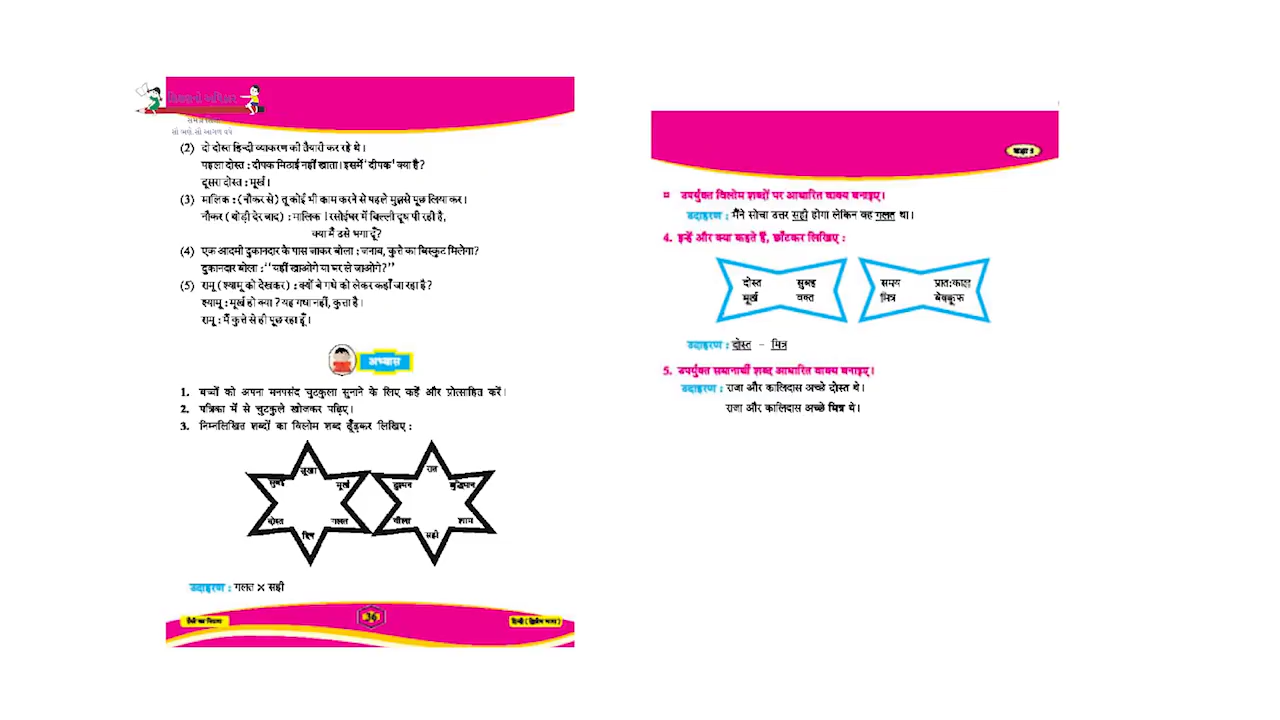 (2) दो दोस्त हिन्दी व्याकरण की तैयारी कर रहे थे।
पहला दोस्त : दीपक मिठाई नहीं खाता। इसमें 'दीपक' क्या है?
दूसरा दोस्त : मूर्ख।
(3) मालिक : (नौकर से) तू कोई भी काम करने से पहले मुझसे पूछ लिया कर।
नौकर (थोड़ी देर बाद) : मालिक ! रसोईघर में बिल्ली दूध पी रही है,
क्या मैं उसे भगा दूँ?
(4) एक आदमी दुकानदार के पास जाकर बोला : जनाब, कुत्ते का बिस्कुट मिलेगा?
दुकानदार बोला : "यहीं खाओगे या घर ले जाओगे?"
(5) रामू (श्यामू को देखकर) : क्यों बे गधे को लेकर कहाँ जा रहा है?
श्यामू : मूर्ख हो क्या ? यह गधा नहीं, कुत्ता है।
रामू : मैं कुत्ते से ही पूछ रहा हूँ।
अभ्यास
1. बच्चों को अपना मनपसंद चुटकुला सुनाने के लिए कहें और प्रोत्साहित करें।
2. पत्रिका में से चुटकुले खोजकर पढ़िए।
3. निम्नलिखित शब्दों का विलोम शब्द ढूँढ़कर लिखिए :
सूखा रात
सुबह मूर्ख दुश्मन बुद्धिमान
दोस्त गलत गीला शाम
दिन सही
उदाहरण : गलत × सही
36
हिन्दी (द्वितीय भाषा)
कक्षा 5
उपर्युक्त विलोम शब्दों पर आधारित वाक्य बनाइए।
उदाहरण : मैंने सोचा उत्तर सही होगा लेकिन वह गलत था।
4. इन्हें और क्या कहते हैं, छाँटकर लिखिए :
दोस्त सुबह समय प्रातःकाल
मूर्ख वक्त मित्र बेवकूफ
उदाहरण : दोस्त - मित्र
5. उपर्युक्त समानार्थी शब्द आधारित वाक्य बनाइए।
उदाहरण : राजा और कालिदास अच्छे दोस्त थे।
राजा और कालिदास अच्छे मित्र थे।